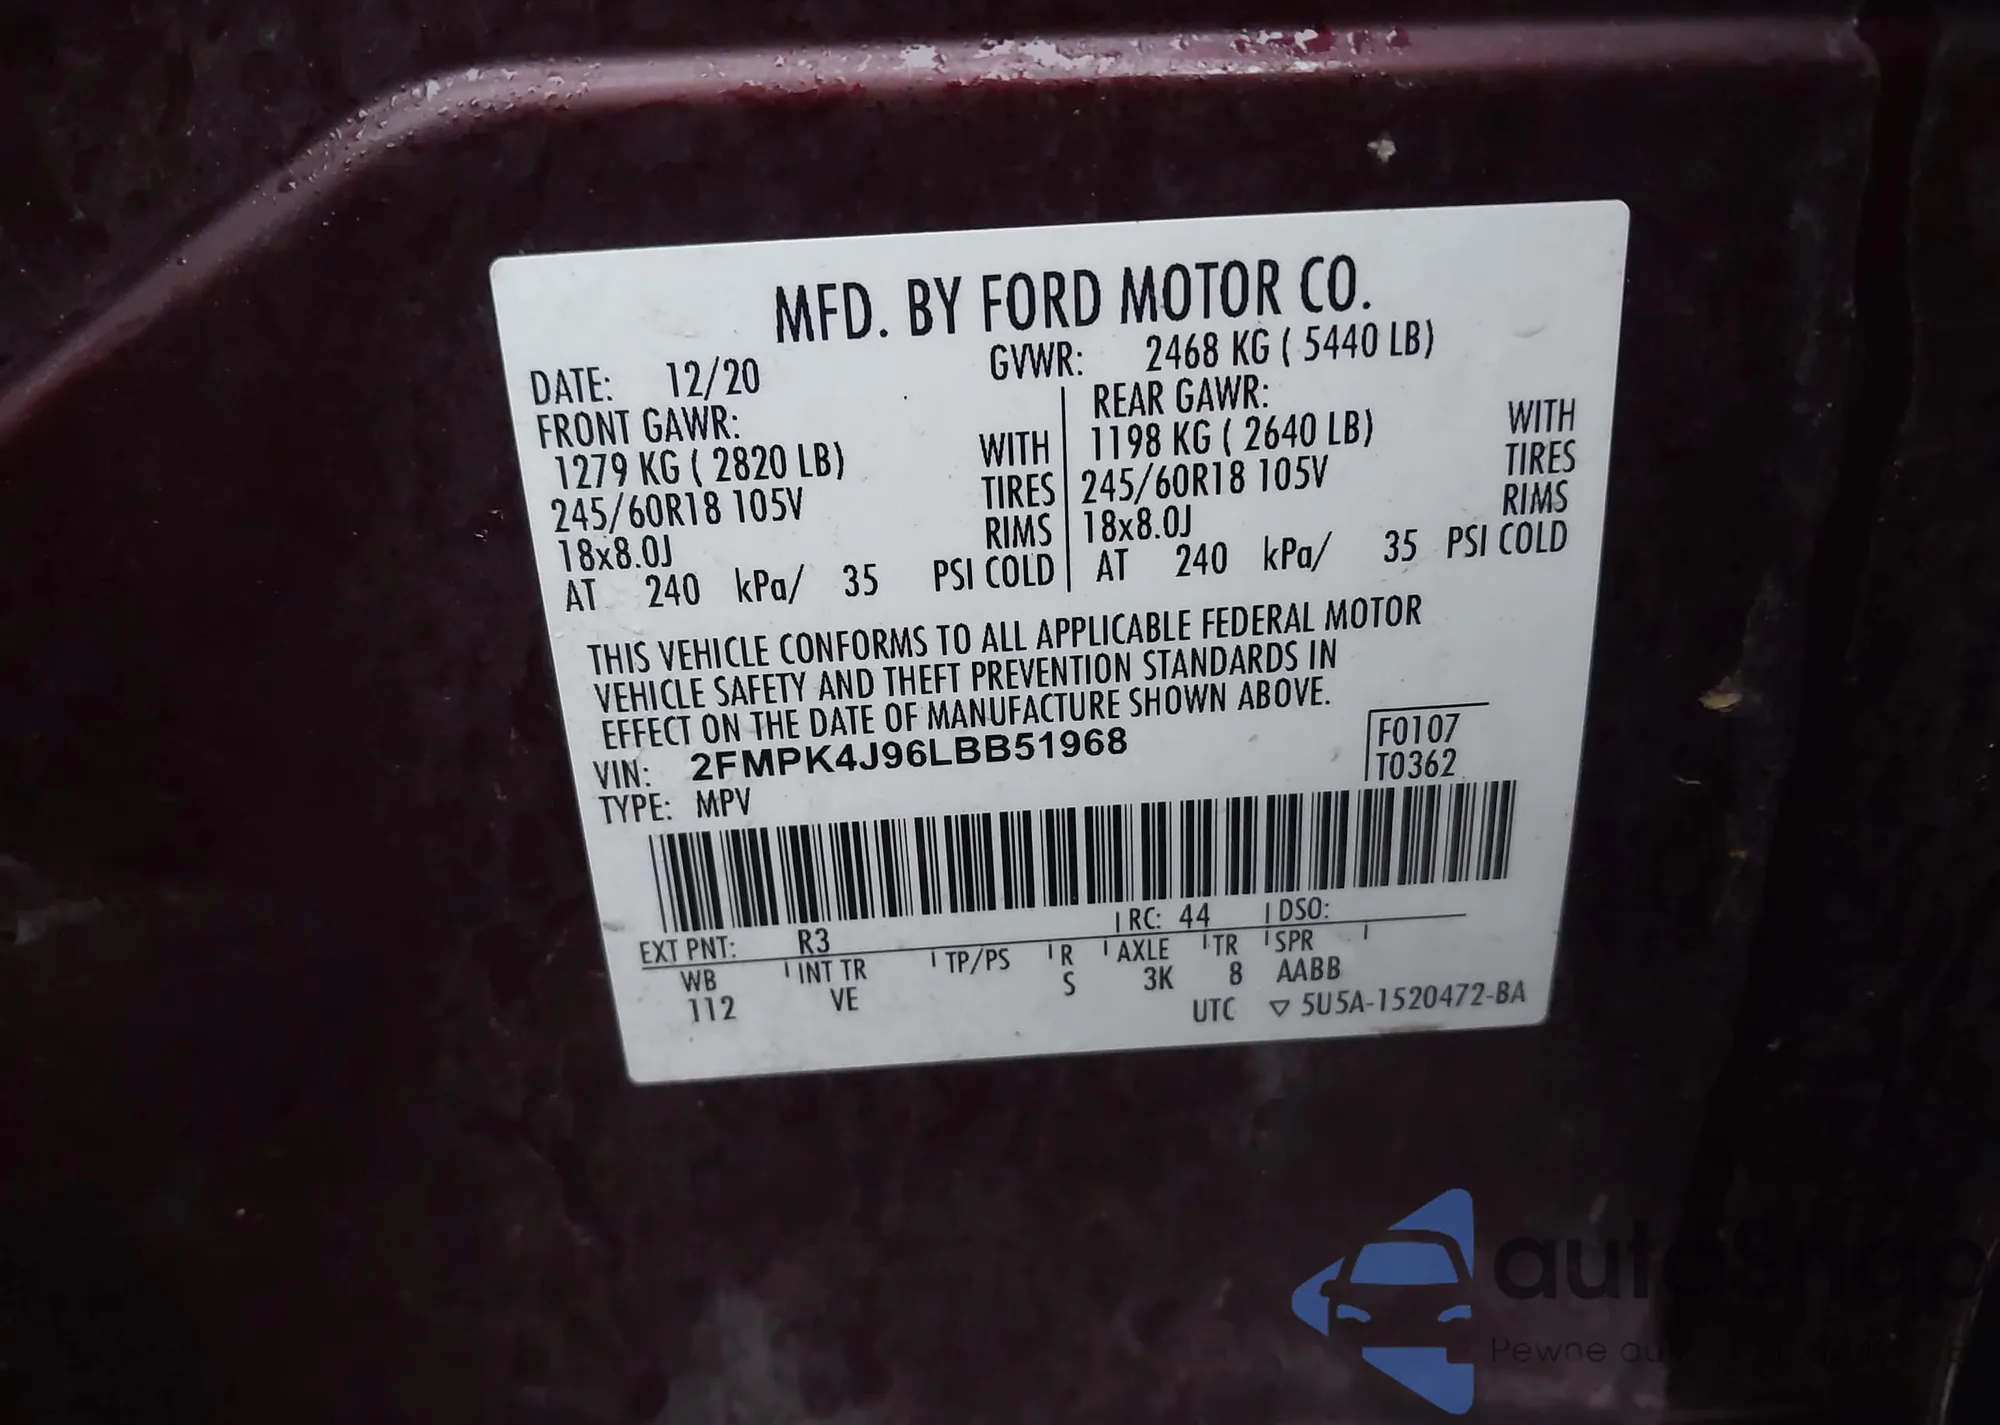 MFD. BY FORD MOTOR CO.
DATE: 12/20 GVWR: 2468 KG ( 5440 LB)
FRONT GAWR: REAR GAWR:
1279 KG ( 2820 LB) WITH 1198 KG ( 2640 LB) WITH
245/60R18 105V TIRES 245/60R18 105V TIRES
18x8.0J RIMS 18x8.0J RIMS
AT 240 kPa/ 35 PSI COLD AT 240 kPa/ 35 PSI COLD
THIS VEHICLE CONFORMS TO ALL APPLICABLE FEDERAL MOTOR
VEHICLE SAFETY AND THEFT PREVENTION STANDARDS IN
EFFECT ON THE DATE OF MANUFACTURE SHOWN ABOVE.
VIN: 2FMPK4J96LBB51968 F0107
TYPE: MPV T0362
EXT PNT: R3 RC: 44 DSO:
WB INT TR TP/PS R AXLE TR SPR
112 VE S 3K 8 AABB
UTC ▽ 5U5A-1520472-BA
autoSnap
Pewne